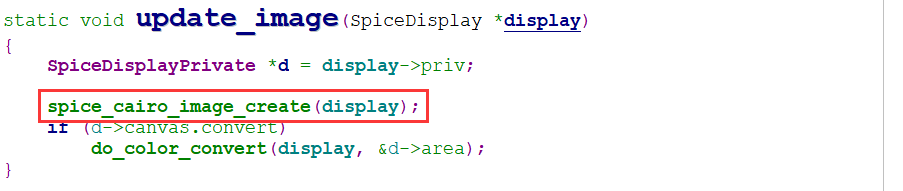 static void update_image(SpiceDisplay *display)
{
    SpiceDisplayPrivate *d = display->priv;
    spice_cairo_image_create(display);
    if (d->canvas.convert)
        do_color_convert(display, &d->area);
}